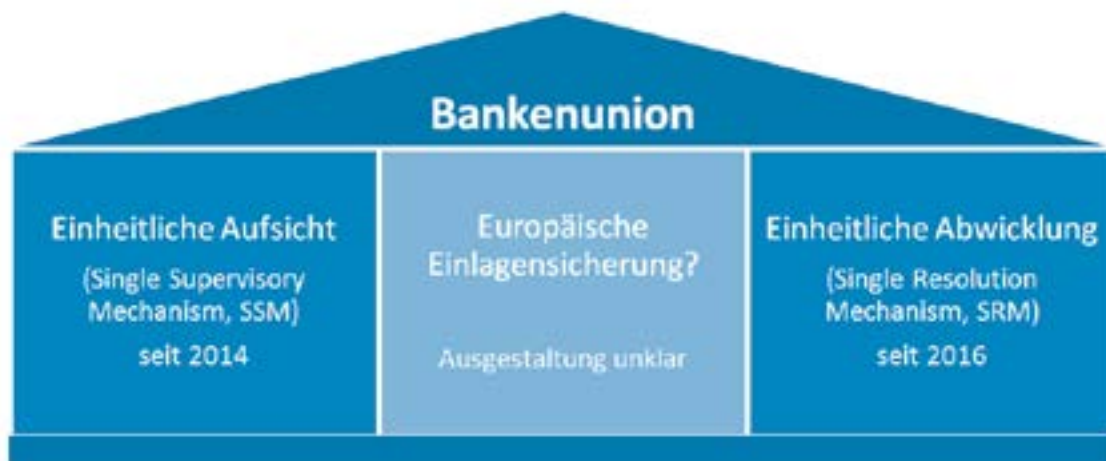 Bankenunion
Einheitliche Aufsicht
(Single Supervisory
Mechanism, SSM)
seit 2014
Europäische
Einlagensicherung?
Ausgestaltung unklar
Einheitliche Abwicklung
(Single Resolution
Mechanism, SRM)
seit 2016